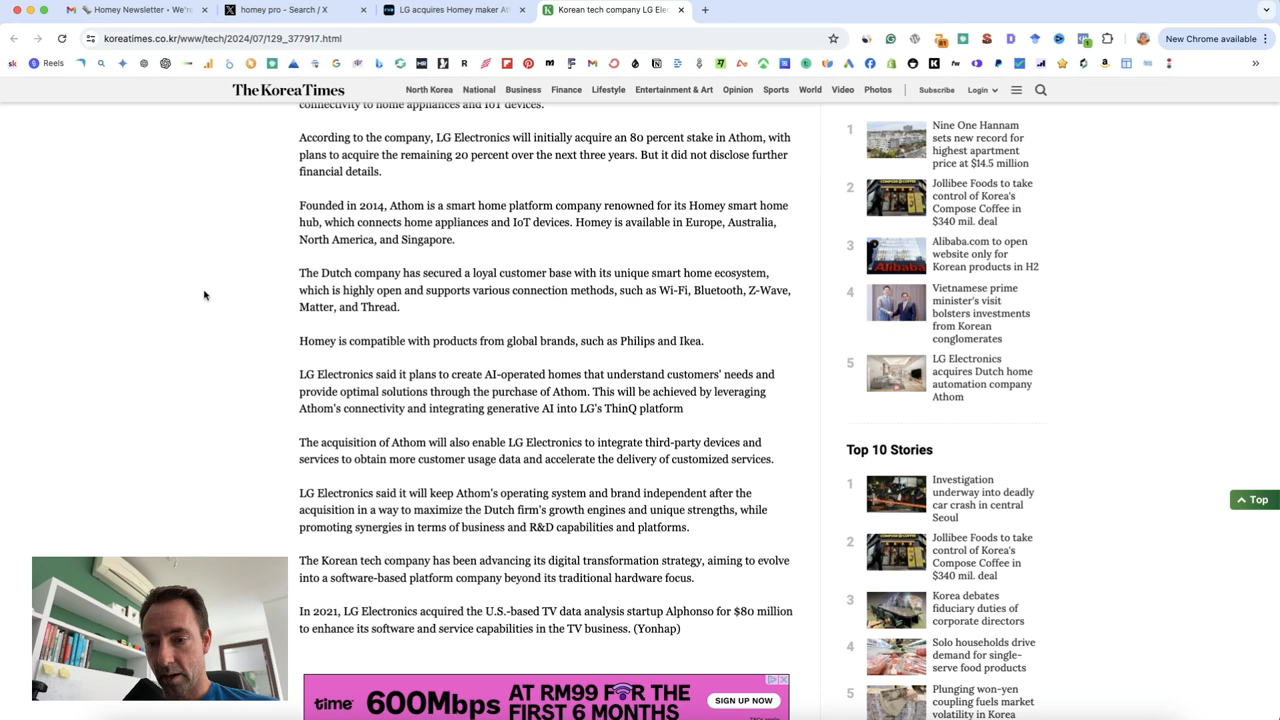 Homey Newsletter - We're
homey pro - Search / X
LG acquires Homey maker At
Korean tech company LG Elec
koreatimes.co.kr/www/tech/2024/07/129_377917.html
New Chrome available
Reels
The Korea Times
North Korea National Business Finance Lifestyle Entertainment & Art Opinion Sports World Video Photos Subscribe Login
connectivity to home appliances and IoT devices.
According to the company, LG Electronics will initially acquire an 80 percent stake in Athom, with
plans to acquire the remaining 20 percent over the next three years. But it did not disclose further
financial details.
Founded in 2014, Athom is a smart home platform company renowned for its Homey smart home
hub, which connects home appliances and IoT devices. Homey is available in Europe, Australia,
North America, and Singapore.
The Dutch company has secured a loyal customer base with its unique smart home ecosystem,
which is highly open and supports various connection methods, such as Wi-Fi, Bluetooth, Z-Wave,
Matter, and Thread.
Homey is compatible with products from global brands, such as Philips and Ikea.
LG Electronics said it plans to create AI-operated homes that understand customers' needs and
provide optimal solutions through the purchase of Athom. This will be achieved by leveraging
Athom's connectivity and integrating generative AI into LG's ThinQ platform
The acquisition of Athom will also enable LG Electronics to integrate third-party devices and
services to obtain more customer usage data and accelerate the delivery of customized services.
LG Electronics said it will keep Athom's operating system and brand independent after the
acquisition in a way to maximize the Dutch firm's growth engines and unique strengths, while
promoting synergies in terms of business and R&D capabilities and platforms.
The Korean tech company has been advancing its digital transformation strategy, aiming to evolve
into a software-based platform company beyond its traditional hardware focus.
In 2021, LG Electronics acquired the U.S.-based TV data analysis startup Alphonso for $80 million
to enhance its software and service capabilities in the TV business. (Yonhap)
time 600Mbps
AT RM99 FOR THE
FIRST 6 MONTHS
SIGN UP NOW
1
Nine One Hannam
sets new record for
highest apartment
price at $14.5 million
2
Jollibee Foods to take
control of Korea's
Compose Coffee in
$340 mil. deal
3
Alibaba.com to open
website only for
Korean products in H2
4
Vietnamese prime
minister's visit
bolsters investments
from Korean
conglomerates
5
LG Electronics
acquires Dutch home
automation company
Athom
Top 10 Stories
1
Investigation
underway into deadly
car crash in central
Seoul
2
Jollibee Foods to take
control of Korea's
Compose Coffee in
$340 mil. deal
3
Korea debates
fiduciary duties of
corporate directors
4
Solo households drive
demand for single-
serve food products
5
Plunging won-yen
coupling fuels market
volatility in Korea
Top